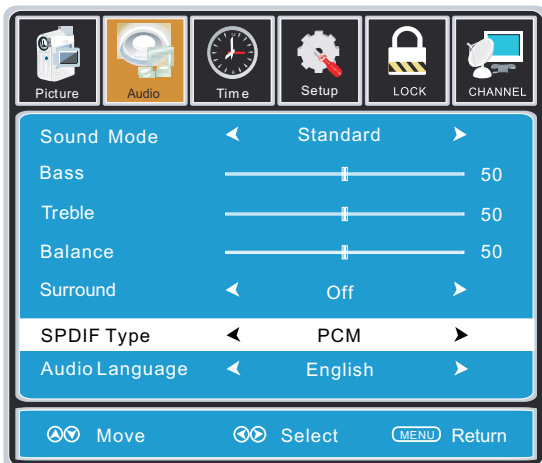 Picture Audio Time Setup LOCK CHANNEL
Sound Mode Standard
Bass 50
Treble 50
Balance 50
Surround Off
SPDIF Type PCM
Audio Language English
Move Select MENU Return